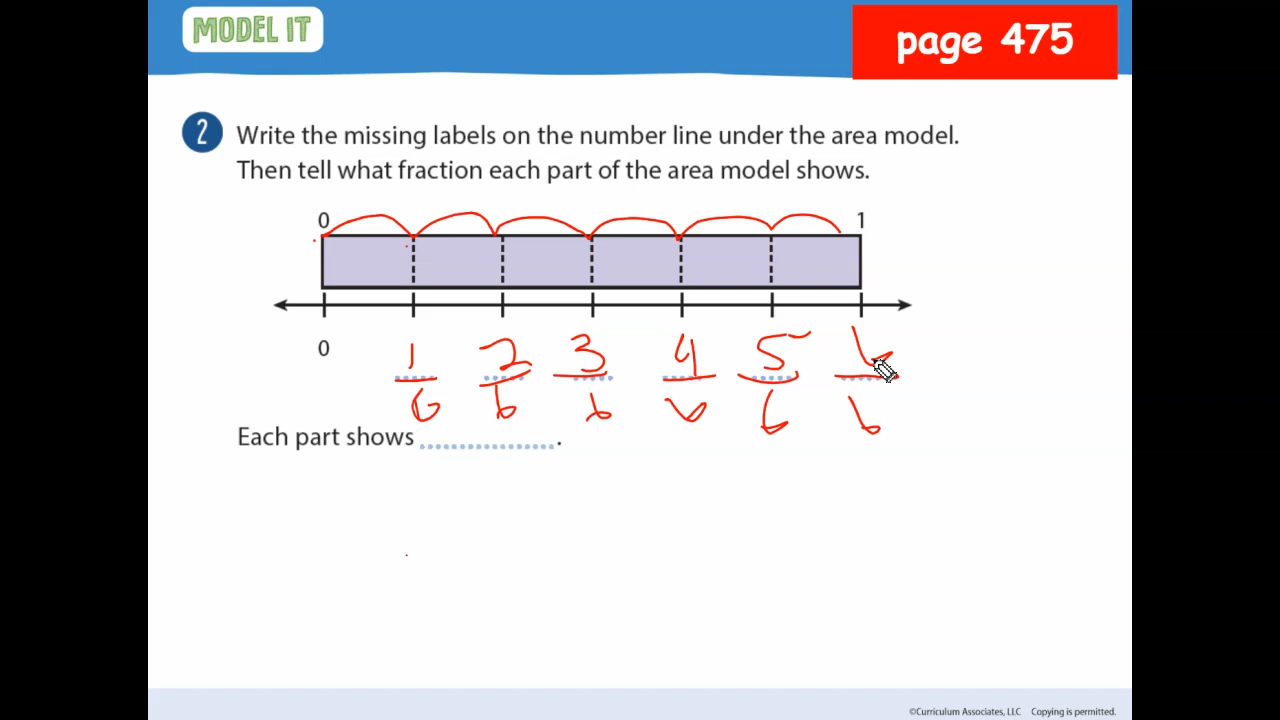 MODEL IT
page 475
2 Write the missing labels on the number line under the area model.
Then tell what fraction each part of the area model shows.
0 1
0 1 2 3 4 5 6
6 6 6 6 6 6
Each part shows .
©Curriculum Associates, LLC Copying is permitted.